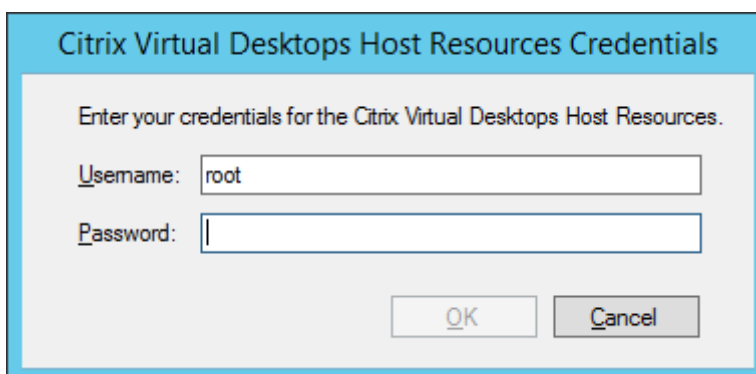 Citrix Virtual Desktops Host Resources Credentials
Enter your credentials for the Citrix Virtual Desktops Host Resources.
Username: root
Password:
OK Cancel